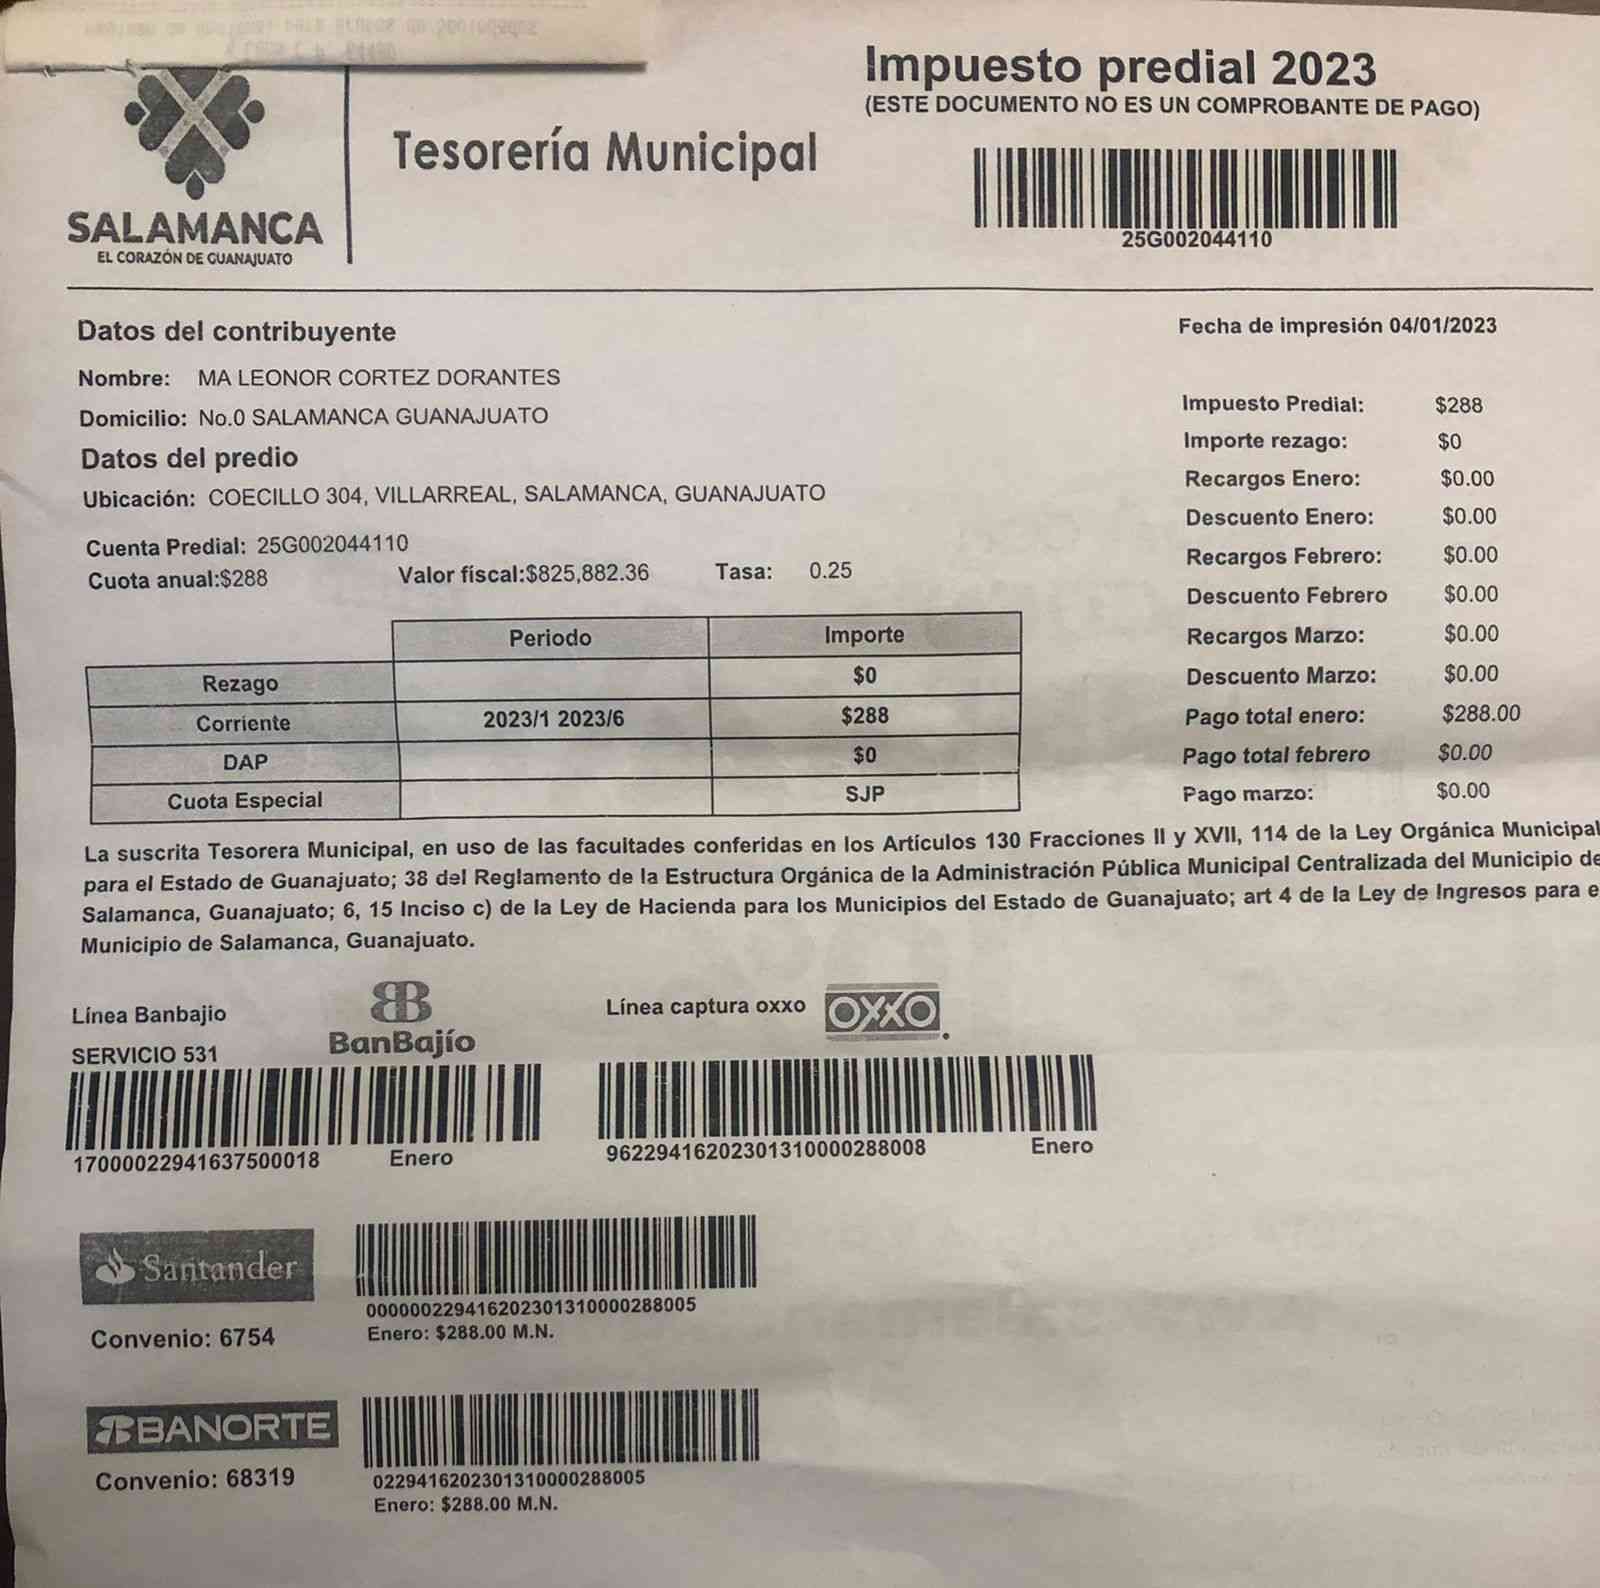 Impuesto predial 2023
(ESTE DOCUMENTO NO ES UN COMPROBANTE DE PAGO)
Tesorería Municipal
SALAMANCA
EL CORAZÓN DE GUANAJUATO
25G002044110
Datos del contribuyente
Fecha de impresión 04/01/2023
Nombre: MA LEONOR CORTEZ DORANTES
Domicilio: No.0 SALAMANCA GUANAJUATO
Datos del predio
Ubicación: COECILLO 304, VILLARREAL, SALAMANCA, GUANAJUATO
Cuenta Predial: 25G002044110
Cuota anual:$288 Valor fiscal:$825,882.36 Tasa: 0.25
Impuesto Predial: $288
Importe rezago: $0
Recargos Enero: $0.00
Descuento Enero: $0.00
Recargos Febrero: $0.00
Descuento Febrero $0.00
Recargos Marzo: $0.00
Descuento Marzo: $0.00
Pago total enero: $288.00
Pago total febrero $0.00
Pago marzo: $0.00
Periodo Importe
Rezago $0
Corriente 2023/1 2023/6 $288
DAP $0
Cuota Especial SJP
La suscrita Tesorera Municipal, en uso de las facultades conferidas en los Artículos 130 Fracciones II y XVII, 114 de la Ley Orgánica Municipal
para el Estado de Guanajuato; 38 del Reglamento de la Estructura Orgánica de la Administración Pública Municipal Centralizada del Municipio de
Salamanca, Guanajuato; 6, 15 Inciso c) de la Ley de Hacienda para los Municipios del Estado de Guanajuato; art 4 de la Ley de Ingresos para e
Municipio de Salamanca, Guanajuato.
Línea Banbajio
BanBajío
SERVICIO 531
17000022941637500018 Enero
Línea captura oxxo
OXXO
96229416202301310000288008 Enero
Santander
Convenio: 6754
0000002294162023013100002​88005
Enero: $288.00 M.N.
BANORTE
Convenio: 68319
0229416202301310000288005
Enero: $288.00 M.N.